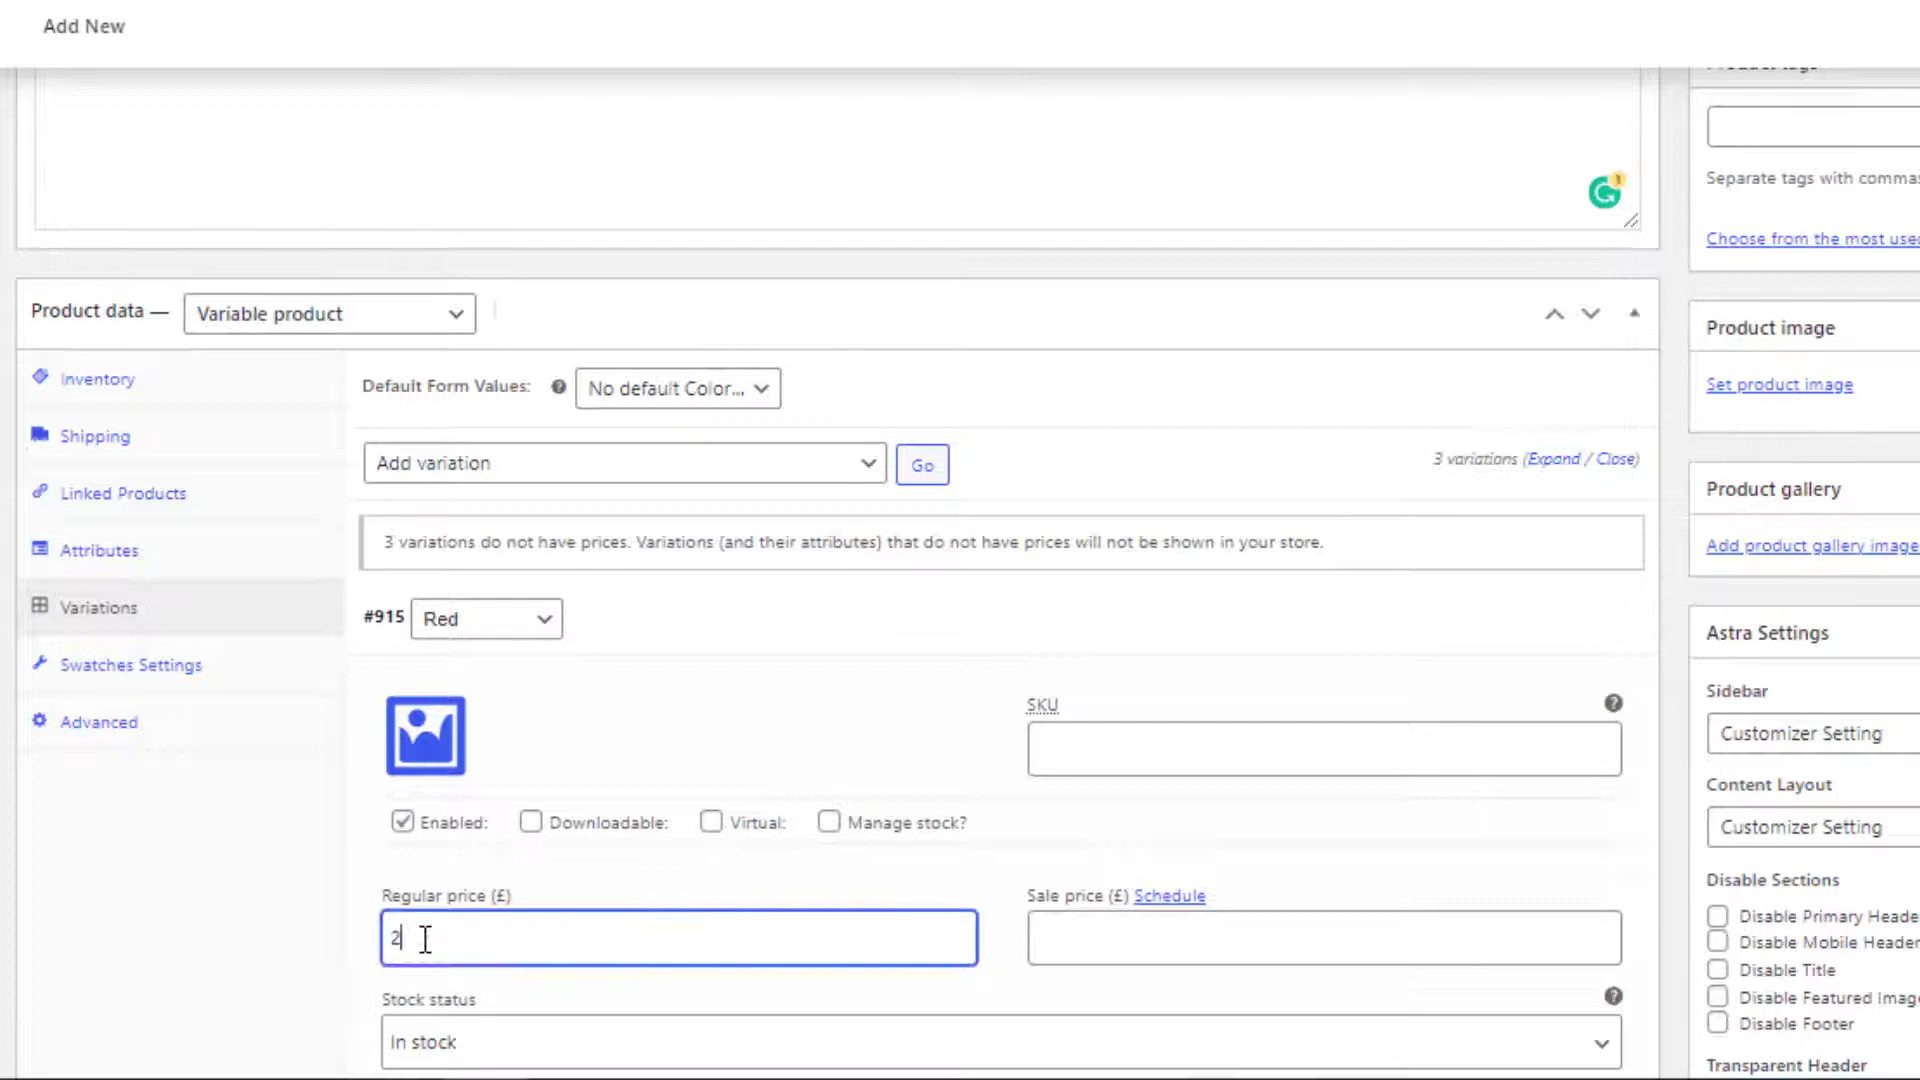 Add New
Separate tags with commas
Choose from the most used
Product data —
Variable product
Inventory
Shipping
Linked Products
Attributes
Variations
Swatches Settings
Advanced
Default Form Values:
No default Color...
Add variation
Go
3 variations (Expand / Close)
3 variations do not have prices. Variations (and their attributes) that do not have prices will not be shown in your store.
#915
Red
SKU
Enabled:
Downloadable:
Virtual:
Manage stock?
Regular price (£)
Sale price (£) Schedule
2
Stock status
In stock
Product image
Set product image
Product gallery
Add product gallery image
Astra Settings
Sidebar
Customizer Setting
Content Layout
Customizer Setting
Disable Sections
Disable Primary Heade
Disable Mobile Header
Disable Title
Disable Featured Imag
Disable Footer
Transparent Header